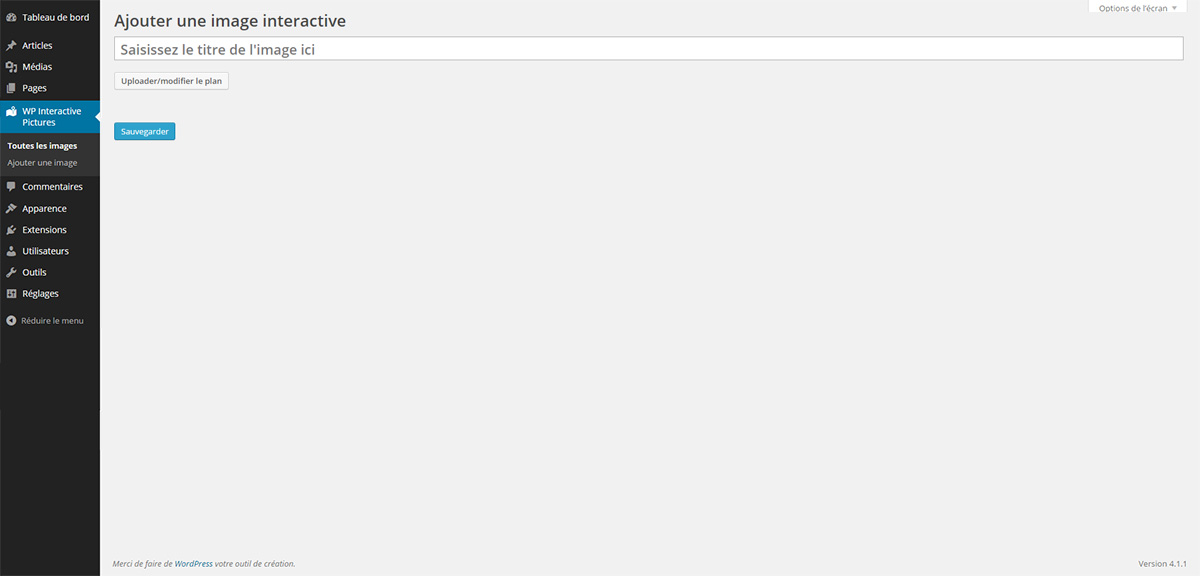 Tableau de bord
Articles
Médias
Pages
WP Interactive
Pictures
Toutes les images
Ajouter une image
Commentaires
Apparence
Extensions
Utilisateurs
Outils
Réglages
Réduire le menu
Options de l'écran
Ajouter une image interactive
Saisissez le titre de l'image ici
Uploader/modifier le plan
Sauvegarder
Merci de faire de WordPress votre outil de création.
Version 4.1.1